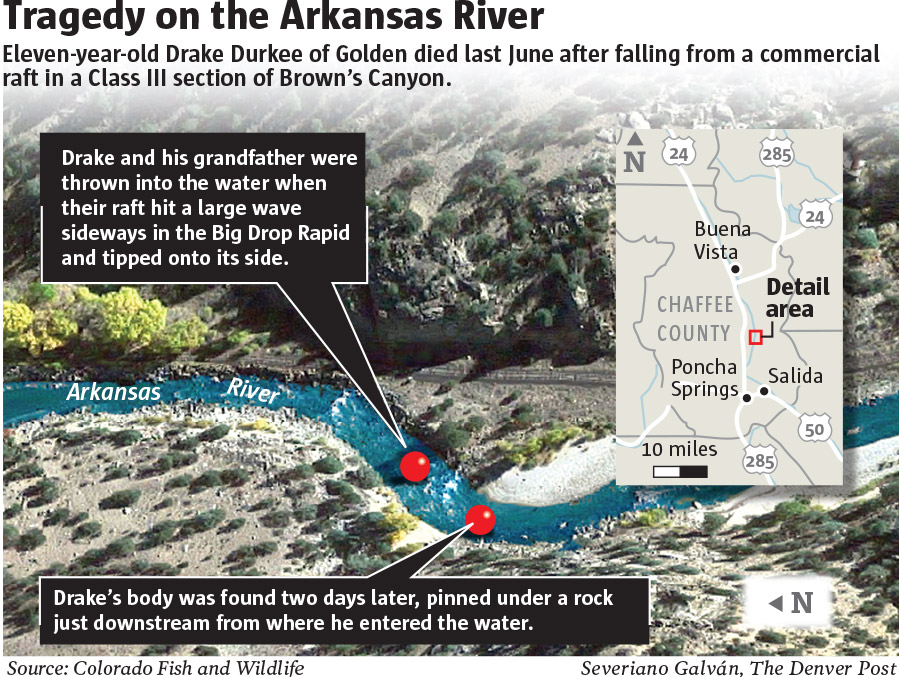 Tragedy on the Arkansas River
Eleven-year-old Drake Durkee of Golden died last June after falling from a commercial
raft in a Class III section of Brown's Canyon.
Drake and his grandfather were
thrown into the water when
their raft hit a large wave
sideways in the Big Drop Rapid
and tipped onto its side.
N
24
285
24
Buena
Vista
Detail
area
CHAFFEE
COUNTY
Poncha
Springs
Salida
50
10 miles
285
Arkansas River
Drake's body was found two days later, pinned under a rock
just downstream from where he entered the water.
N
Source: Colorado Fish and Wildlife
Severiano Galván, The Denver Post